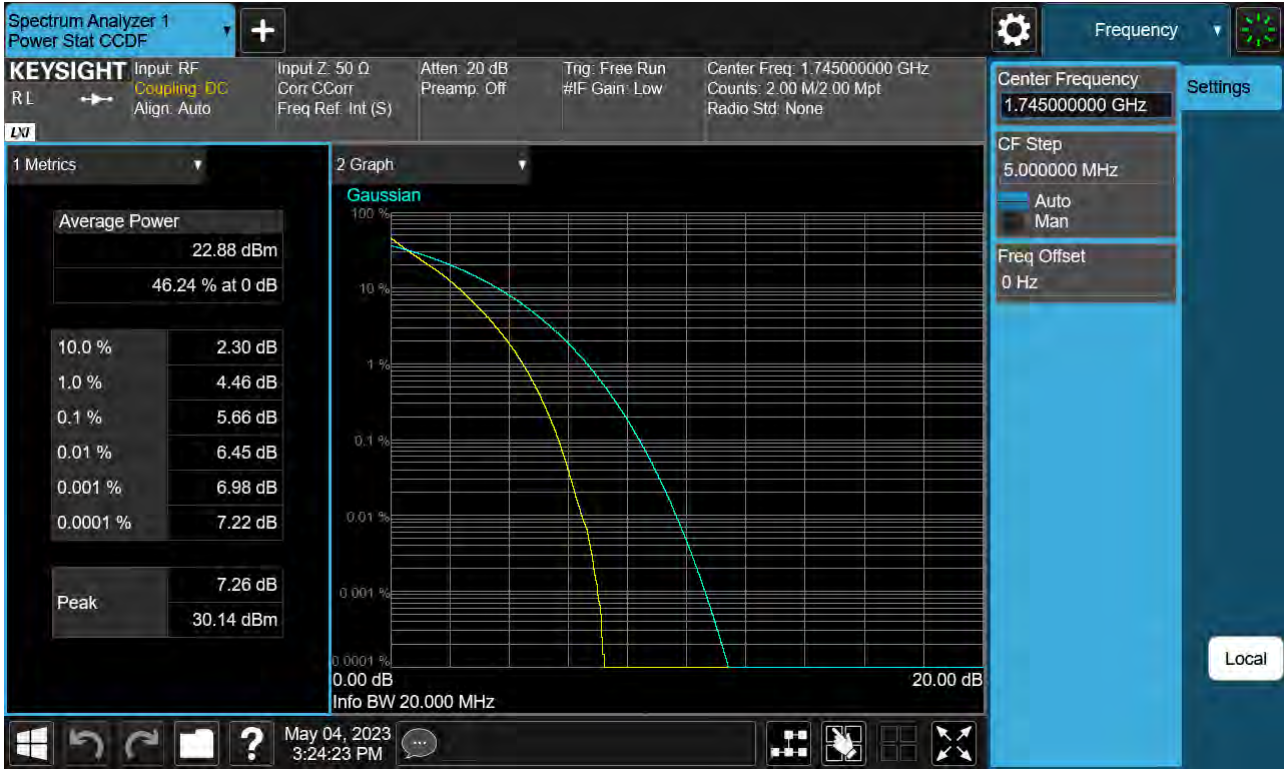 Spectrum Analyzer 1
Power Stat CCDF
Frequency
KEYSIGHT
R L
LXI
Input: RF
Coupling: DC
Align: Auto
Input Z: 50 Ω
Corr CCorr
Freq Ref: Int (S)
Atten: 20 dB
Preamp: Off
Trig: Free Run
#IF Gain: Low
Center Freq: 1.745000000 GHz
Counts: 2.00 M/2.00 Mpt
Radio Std: None
Center Frequency
1.745000000 GHz
Settings
CF Step
5.000000 MHz
Auto
Man
Freq Offset
0 Hz
Local
1 Metrics
Average Power
22.88 dBm
46.24 % at 0 dB
10.0 % 2.30 dB
1.0 % 4.46 dB
0.1 % 5.66 dB
0.01 % 6.45 dB
0.001 % 6.98 dB
0.0001 % 7.22 dB
Peak
7.26 dB
30.14 dBm
2 Graph
Gaussian
100 %
10 %
1 %
0.1 %
0.01 %
0.001 %
0.0001 %
0.00 dB 20.00 dB
Info BW 20.000 MHz
?
May 04, 2023
3:24:23 PM